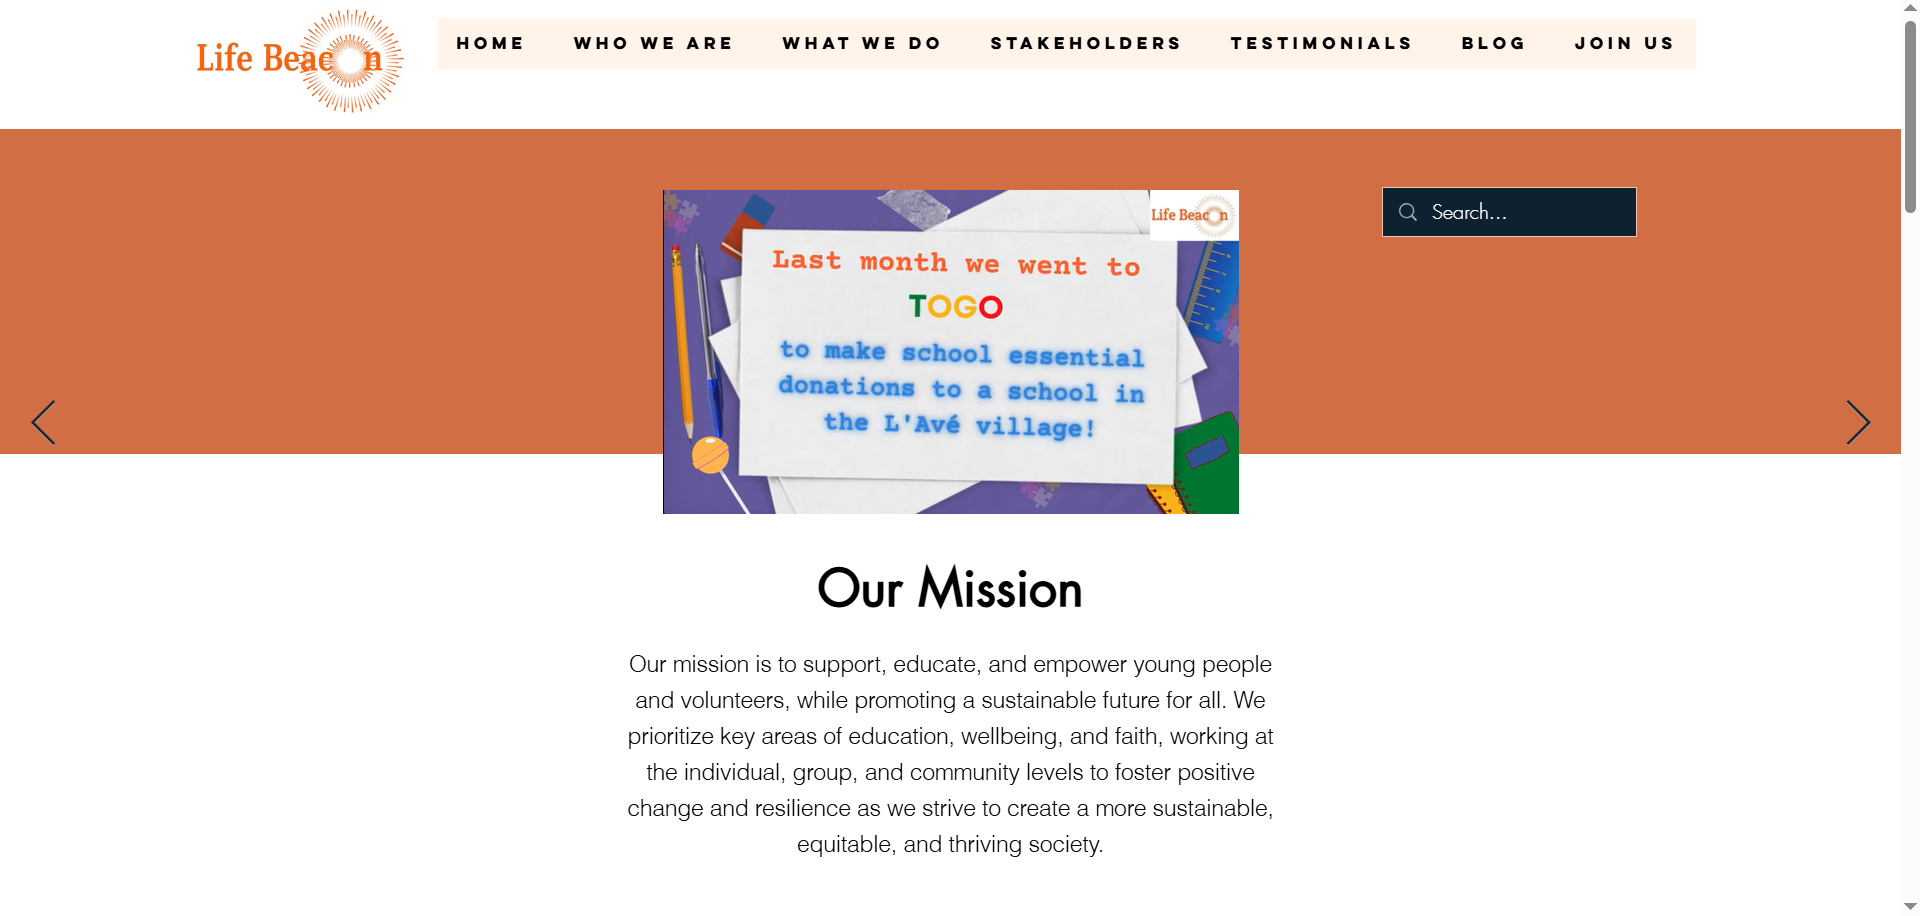 Life Beacon
HOME WHO WE ARE WHAT WE DO STAKEHOLDERS TESTIMONIALS BLOG JOIN US
Search...
Life Beacon
Last month we went to
TOGO
to make school essential
donations to a school in
the L'Avé village!
Our Mission
Our mission is to support, educate, and empower young people
and volunteers, while promoting a sustainable future for all. We
prioritize key areas of education, wellbeing, and faith, working at
the individual, group, and community levels to foster positive
change and resilience as we strive to create a more sustainable,
equitable, and thriving society.